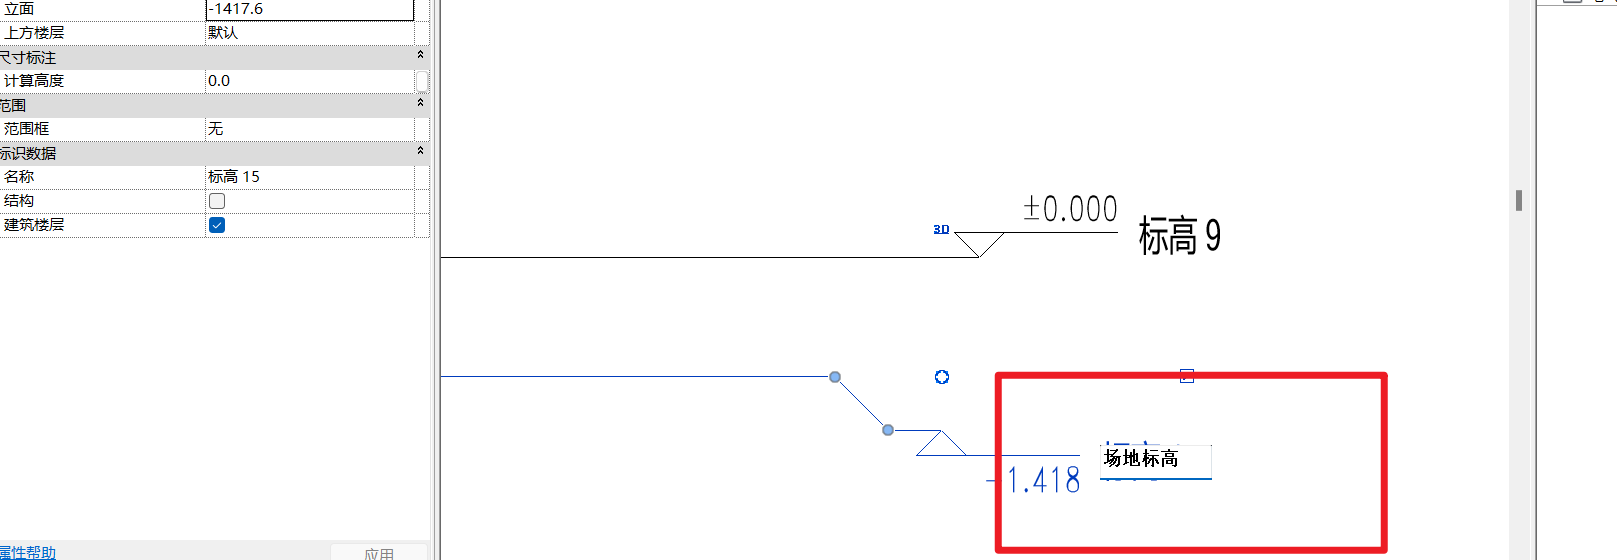 立面 -1417.6
上方楼层 默认
尺寸标注
计算高度 0.0
范围
范围框 无
标识数据
名称 标高 15
结构
建筑楼层
属性帮助 应用
3D ±0.000 标高 9
场地标高
-1.418